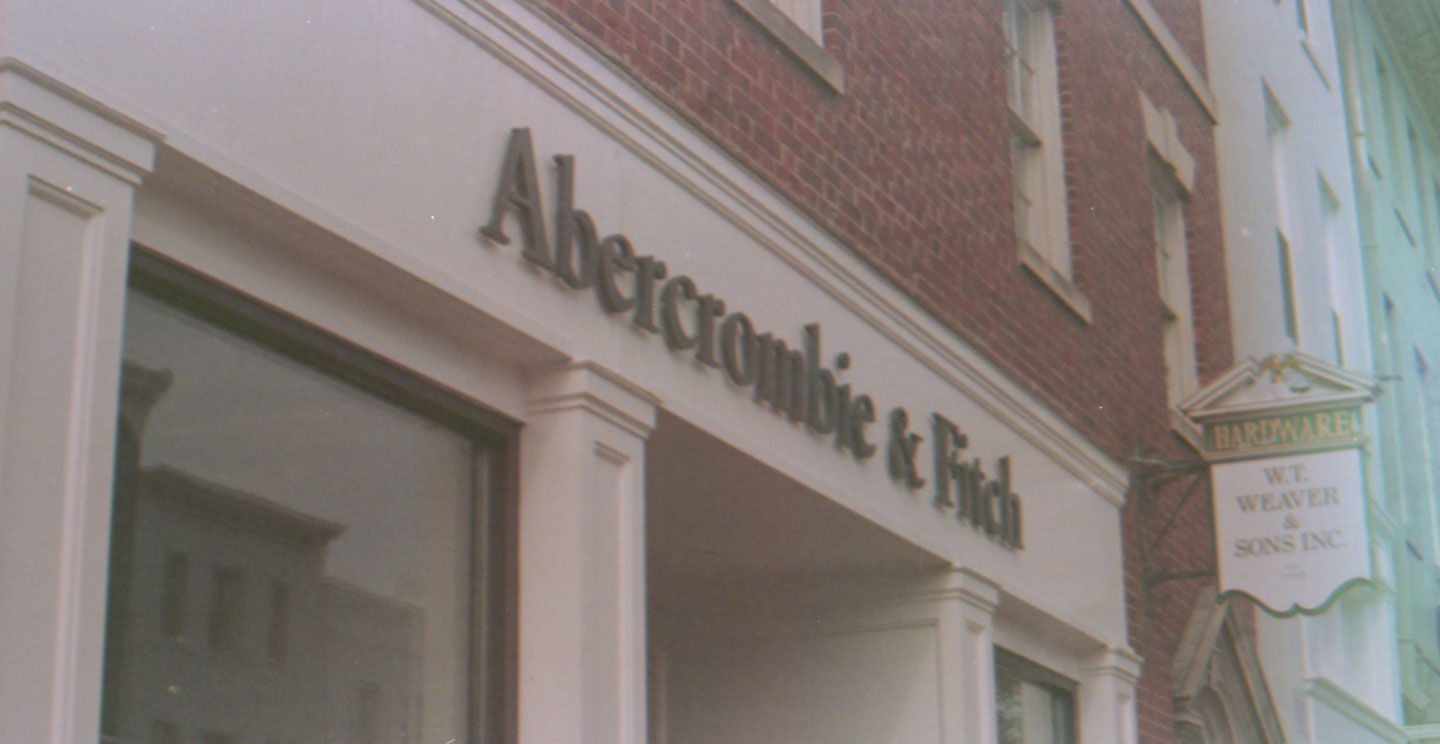 Abercrombie & Fitch
HARDWARE
W.T.
WEAVER
&
SONS INC.